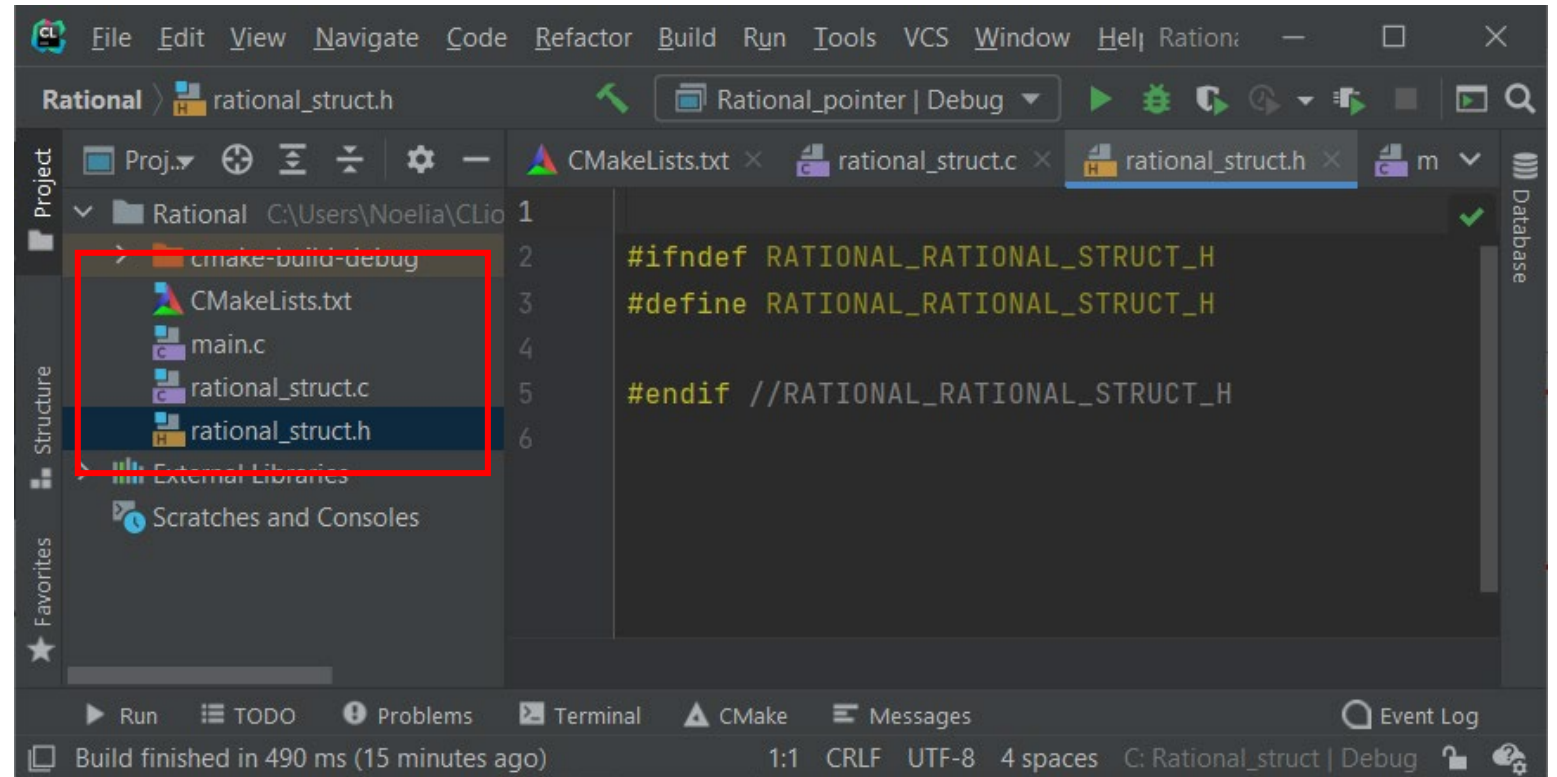 CL File Edit View Navigate Code Refactor Build Run Tools VCS Window Help Rationa
Rational rational_struct.h Rational_pointer | Debug
Proj... CMakeLists.txt rational_struct.c rational_struct.h m
Project
Structure
Favorites
Rational C:\Users\Noelia\CLio
cmake-build-debug
CMakeLists.txt
main.c
rational_struct.c
rational_struct.h
External Libraries
Scratches and Consoles
1
2 #ifndef RATIONAL_RATIONAL_STRUCT_H
3 #define RATIONAL_RATIONAL_STRUCT_H
4
5 #endif //RATIONAL_RATIONAL_STRUCT_H
6
Database
Run TODO Problems Terminal CMake Messages Event Log
Build finished in 490 ms (15 minutes ago) 1:1 CRLF UTF-8 4 spaces C: Rational_struct | Debug